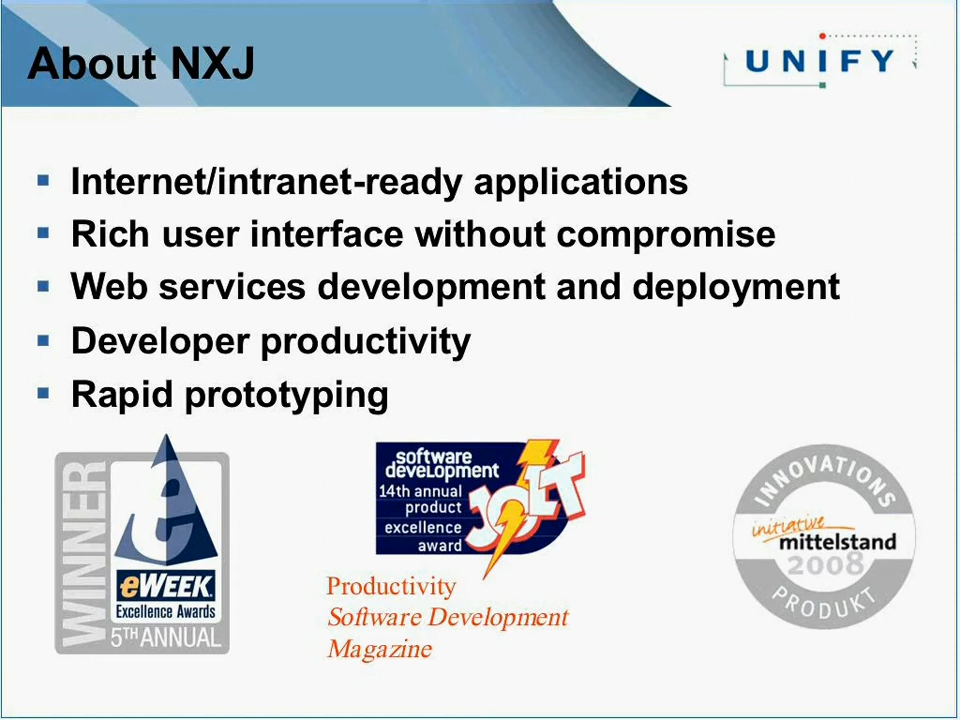 About NXJ
UNIFY
Internet/intranet-ready applications
Rich user interface without compromise
Web services development and deployment
Developer productivity
Rapid prototyping
WINNER
e
eWEEK
Excellence Awards
5TH ANNUAL
software
development
14th annual
product
excellence
award
JOLT
Productivity
Software Development
Magazine
INNOVATIONS
initiative
mittelstand
2008
PRODUKT